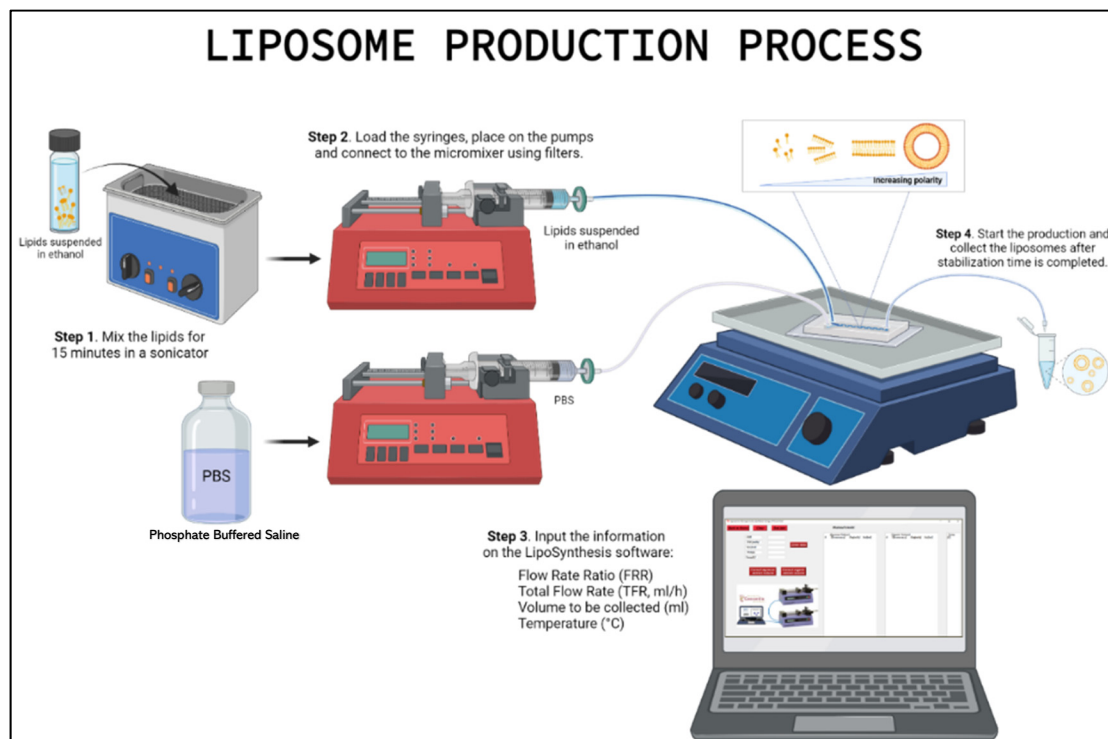 LIPOSOME PRODUCTION PROCESS
Lipids suspended
in ethanol
Step 1. Mix the lipids for
15 minutes in a sonicator
Step 2. Load the syringes, place on the pumps
and connect to the micromixer using filters.
Lipids suspended
in ethanol
Increasing polarity
Step 4. Start the production and
collect the liposomes after
stabilization time is completed.
PBS
PBS
Phosphate Buffered Saline
Step 3. Input the information
on the LipoSynthesis software:
Flow Rate Ratio (FRR)
Total Flow Rate (TFR, ml/h)
Volume to be collected (ml)
Temperature (°C)